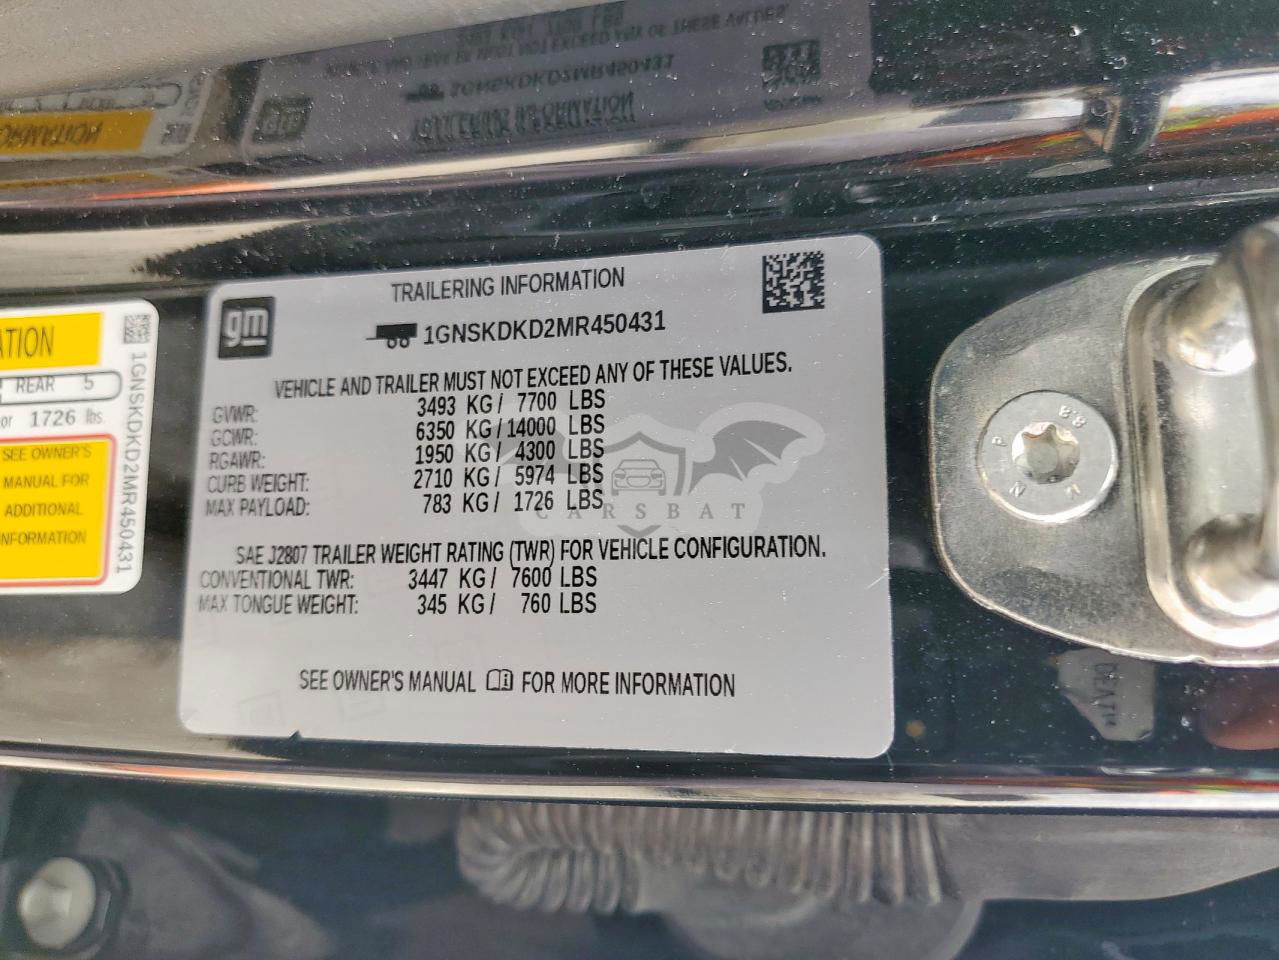 TRAILERING INFORMATION
gm
1GNSKDKD2MR450431
VEHICLE AND TRAILER MUST NOT EXCEED ANY OF THESE VALUES.
GVWR: 3493 KG/ 7700 LBS
GCWR: 6350 KG/14000 LBS
RGAWR: 1950 KG/ 4300 LBS
CURB WEIGHT: 2710 KG/ 5974 LBS
MAX PAYLOAD: 783 KG/ 1726 LBS
CARSBAT
SAE J2807 TRAILER WEIGHT RATING (TWR) FOR VEHICLE CONFIGURATION.
CONVENTIONAL TWR: 3447 KG/ 7600 LBS
MAX TONGUE WEIGHT: 345 KG/ 760 LBS
SEE OWNER'S MANUAL FOR MORE INFORMATION
ATION
REAR 5
or 1726 lbs.
SEE OWNER'S
MANUAL FOR
ADDITIONAL
INFORMATION
1GNSKDKD2MR450431
P 88 N M
DEATH